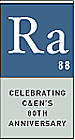 Ra
88
CELEBRATING
C&EN'S
80TH
ANNIVERSARY